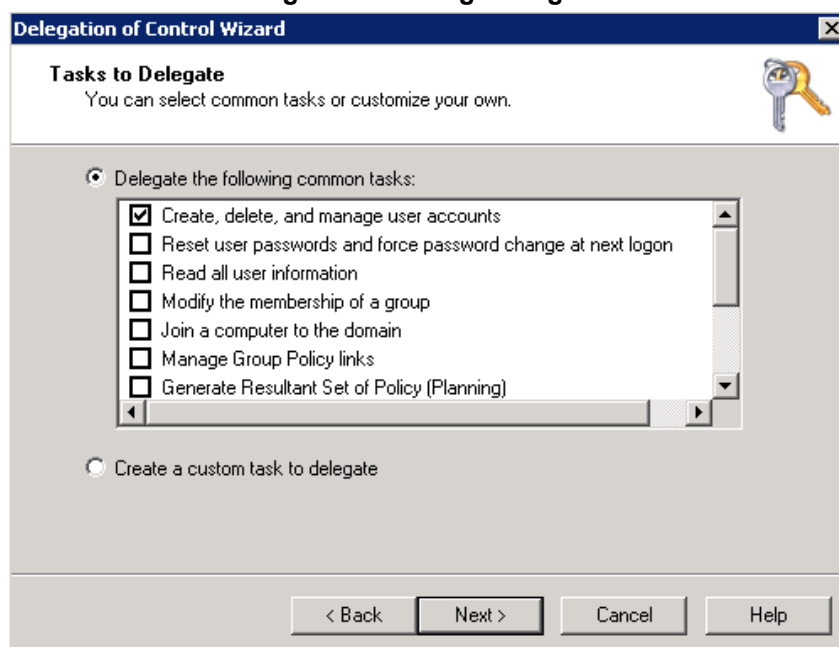 Delegation of Control Wizard
Tasks to Delegate
You can select common tasks or customize your own.
Delegate the following common tasks:
Create, delete, and manage user accounts
Reset user passwords and force password change at next logon
Read all user information
Modify the membership of a group
Join a computer to the domain
Manage Group Policy links
Generate Resultant Set of Policy (Planning)
Create a custom task to delegate
< Back Next > Cancel Help